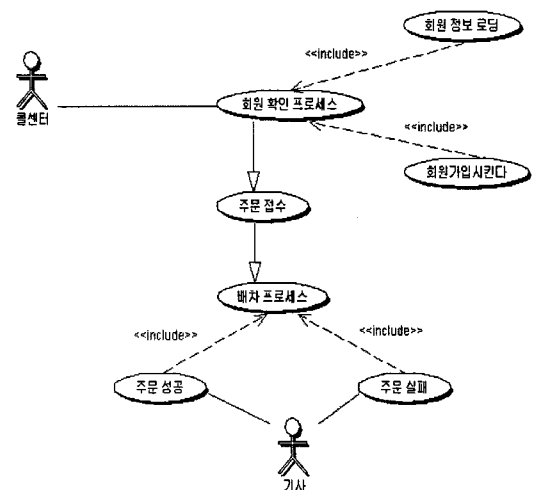 회원 정보 로딩
<<include>>
회원 확인 프로세스
콜센터
<<include>>
회원가입시킨다
주문 접수
배차 프로세스
<<include>>
<<include>>
주문 성공
주문 실패
기사